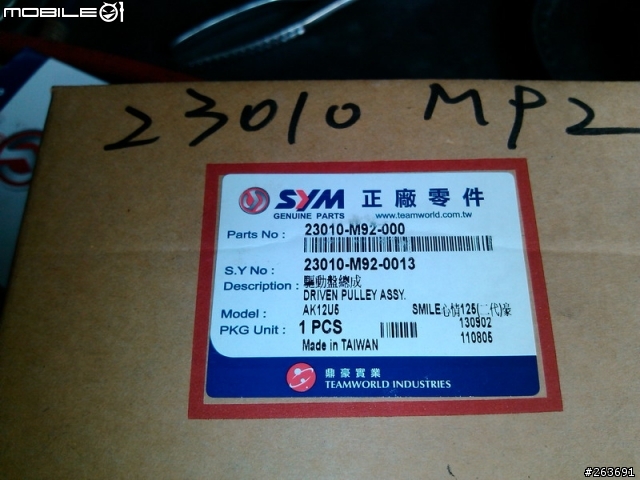 MOBILE01
23010 MP2
SYM 正廠零件
GENUINE PARTS www.teamworld.com.tw
Parts No : 23010-M92-000
S.Y No : 23010-M92-0013
Description : 驅動盤總成
DRIVEN PULLEY ASSY.
Model : AK12U5 SMILE心情125(二代)豪
PKG Unit : 1 PCS 130902
Made in TAIWAN 110805
鼎豪實業
TEAMWORLD INDUSTRIES
#263691